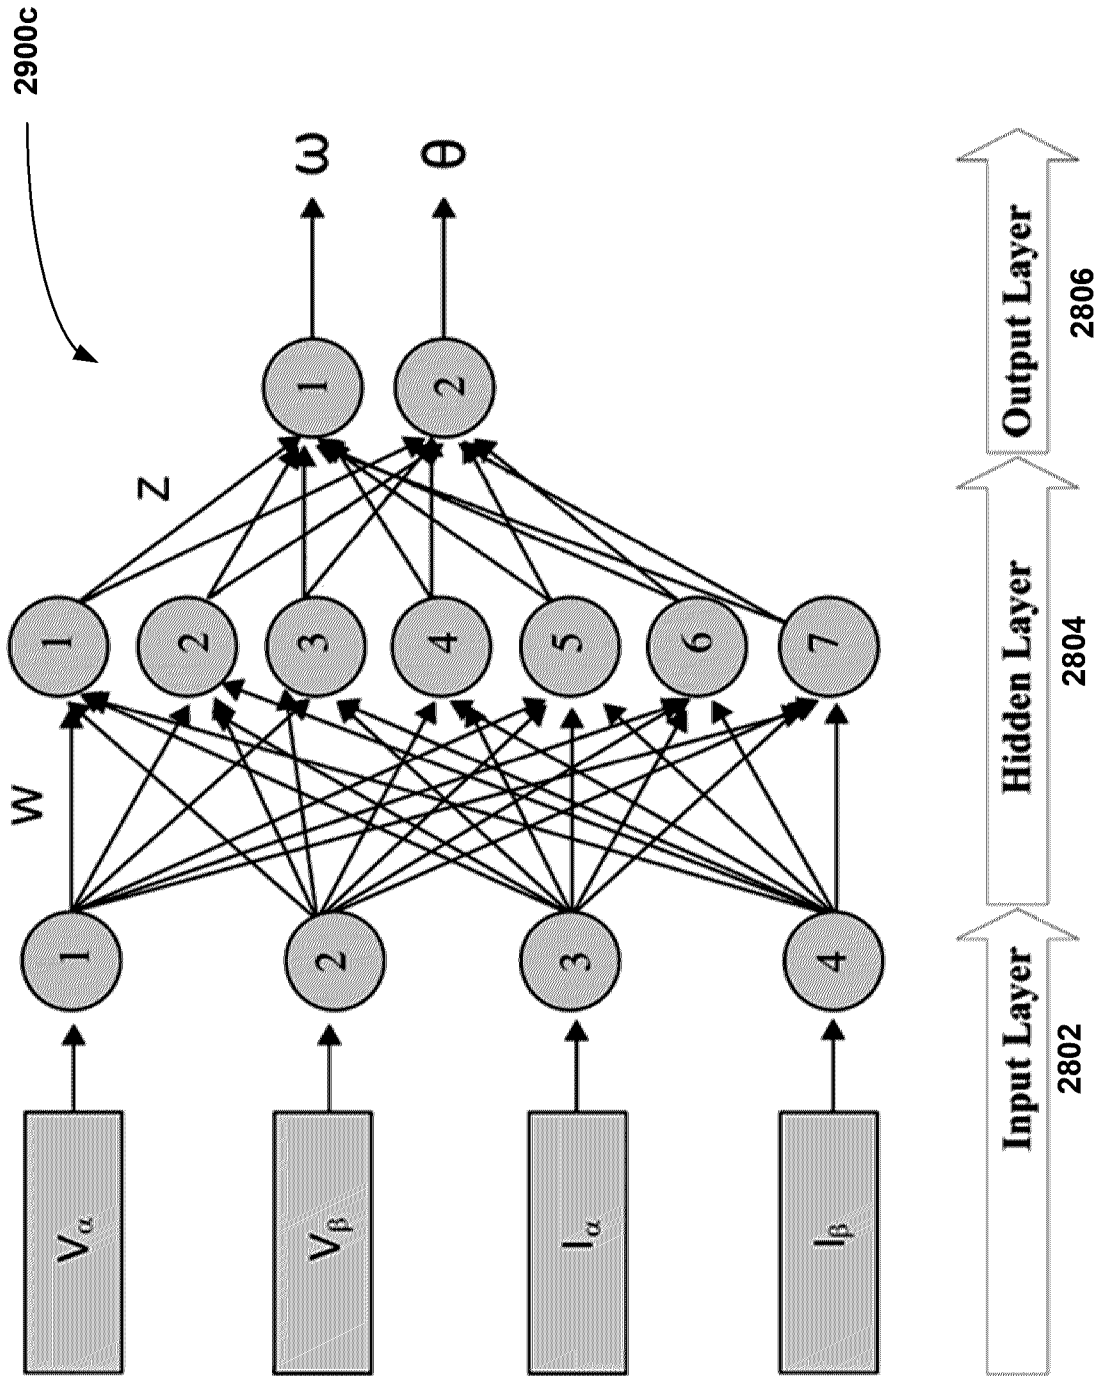 2900c
ω
θ
1
2
Z
1
2
3
4
5
6
7
W
1
2
3
4
Vα
Vβ
Iα
Iβ
Input Layer
2802
Hidden Layer
2804
Output Layer
2806